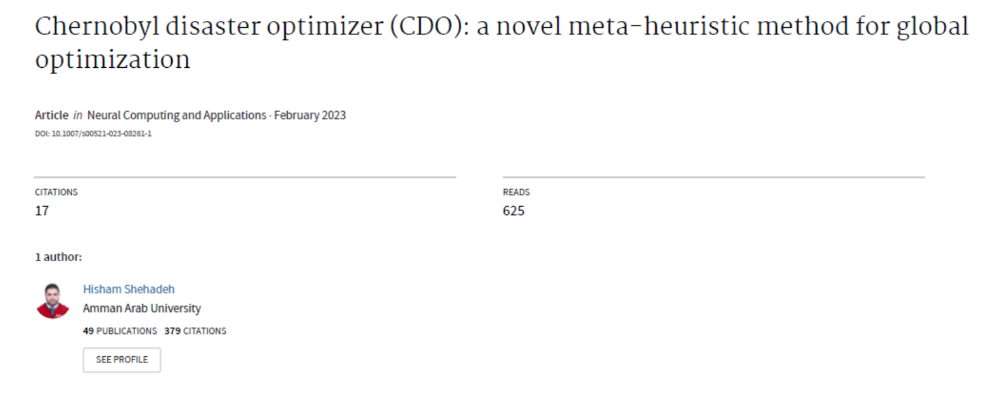 Chernobyl disaster optimizer (CDO): a novel meta-heuristic method for global
optimization
Article in Neural Computing and Applications · February 2023
DOI: 10.1007/s00521-023-08261-1
CITATIONS
17
READS
625
1 author:
Hisham Shehadeh
Amman Arab University
49 PUBLICATIONS 379 CITATIONS
SEE PROFILE